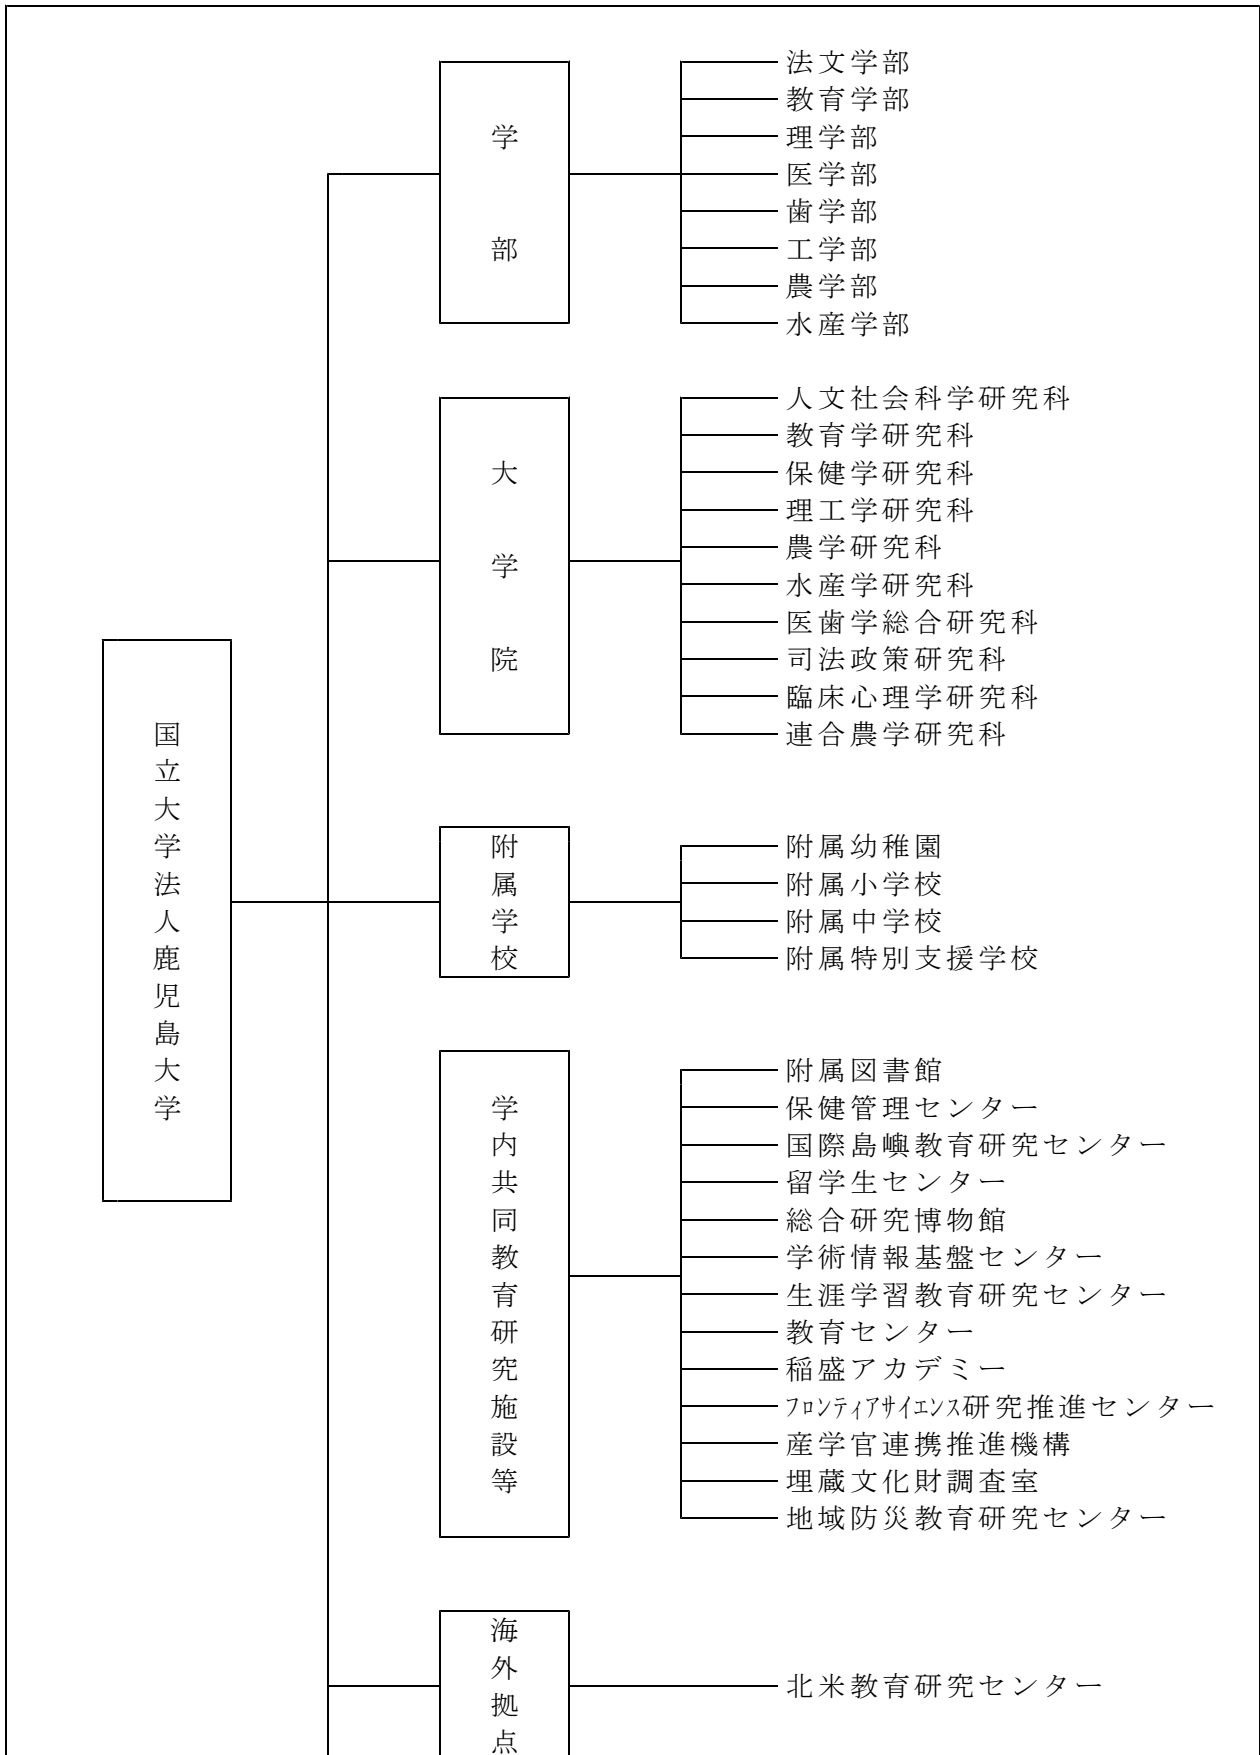 国立大学法人鹿児島大学
学部
法文学部
教育学部
理学部
医学部
歯学部
工学部
農学部
水産学部
大学院
人文社会科学研究科
教育学研究科
保健学研究科
理工学研究科
農学研究科
水産学研究科
医歯学総合研究科
司法政策研究科
臨床心理学研究科
連合農学研究科
附属学校
附属幼稚園
附属小学校
附属中学校
附属特別支援学校
学内共同教育研究施設等
附属図書館
保健管理センター
国際島嶼教育研究センター
留学生センター
総合研究博物館
学術情報基盤センター
生涯学習教育研究センター
教育センター
稲盛アカデミー
フロンティアサイエンス研究推進センター
産学官連携推進機構
埋蔵文化財調査室
地域防災教育研究センター
海外拠点
北米教育研究センター